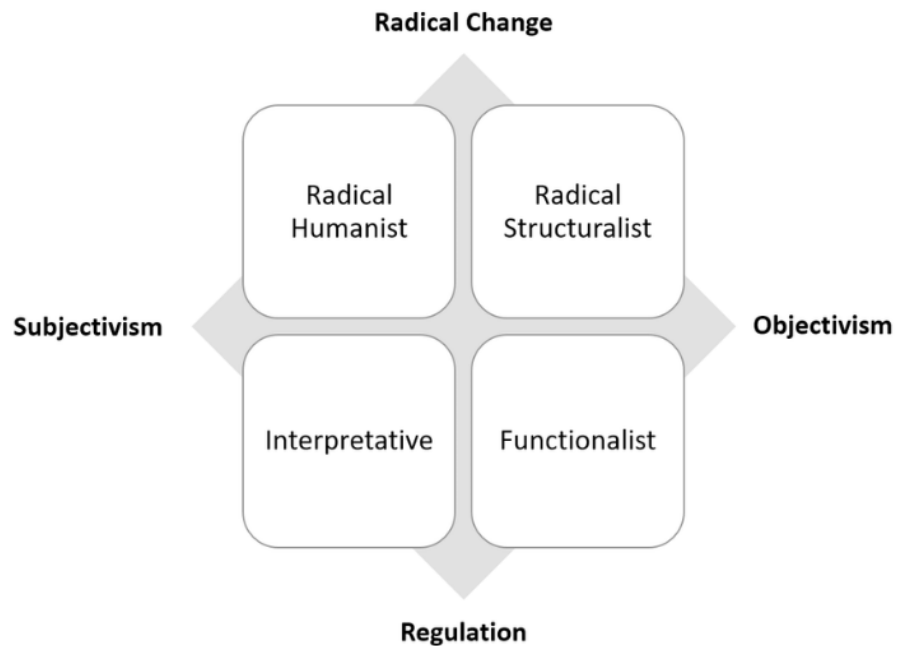 Radical Change
Radical
Humanist
Radical
Structuralist
Subjectivism
Objectivism
Interpretative
Functionalist
Regulation